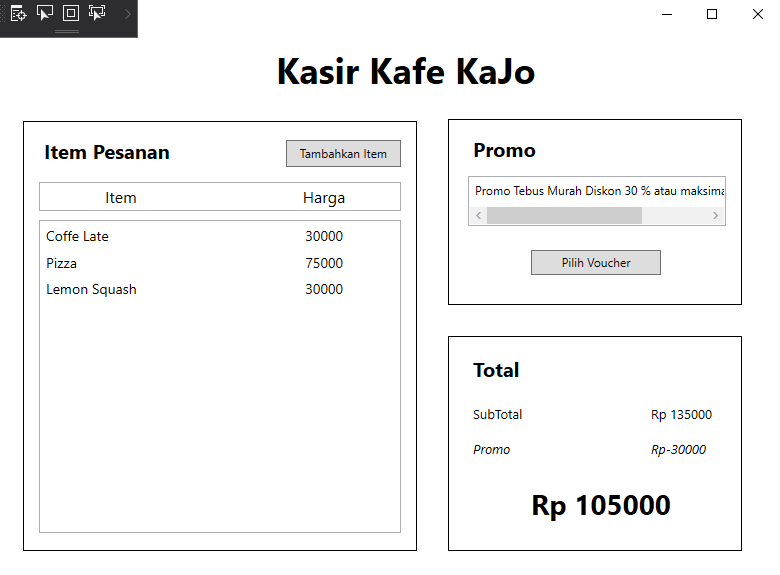 Kasir Kafe KaJo
Item Pesanan
Tambahkan Item
Item Harga
Coffe Late 30000
Pizza 75000
Lemon Squash 30000
Promo
Promo Tebus Murah Diskon 30 % atau maksima
Pilih Voucher
Total
SubTotal Rp 135000
Promo Rp-30000
Rp 105000